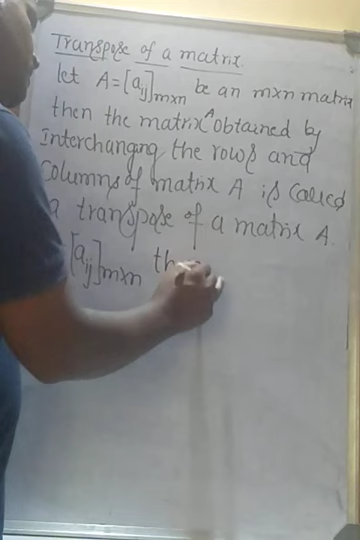 Transpose of a matrix
let A=[aij]mxn be an mxn matrix
then the matrix A obtained by
interchanging the rows and
columns of matrix A is called
a transpose of a matrix A.
[aij]mxn the